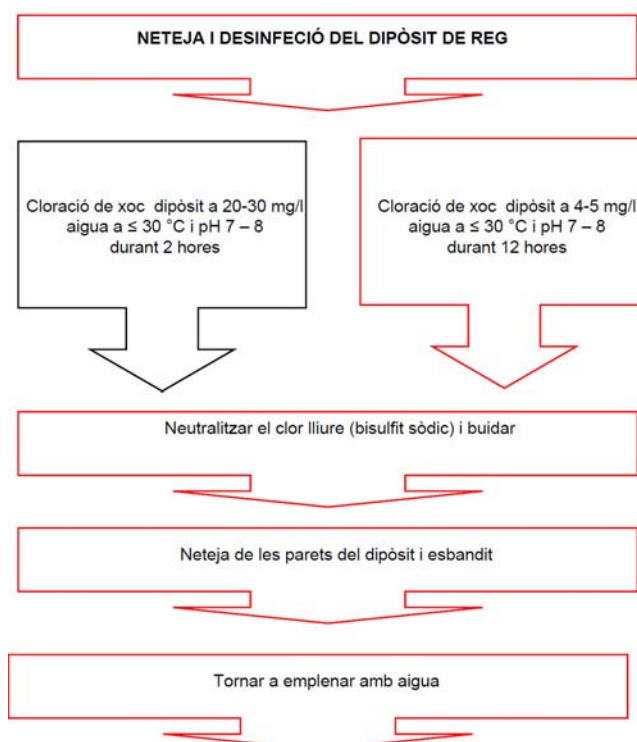 NETEJA I DESINFECIÓ DEL DIPÒSIT DE REG
Cloració de xoc dipòsit a 20-30 mg/l
aigua a ≤ 30 °C i pH 7 – 8
durant 2 hores
Cloració de xoc dipòsit a 4-5 mg/l
aigua a ≤ 30 °C i pH 7 – 8
durant 12 hores
Neutralitzar el clor lliure (bisulfit sòdic) i buidar
Neteja de les parets del dipòsit i esbandit
Tornar a emplenar amb aigua